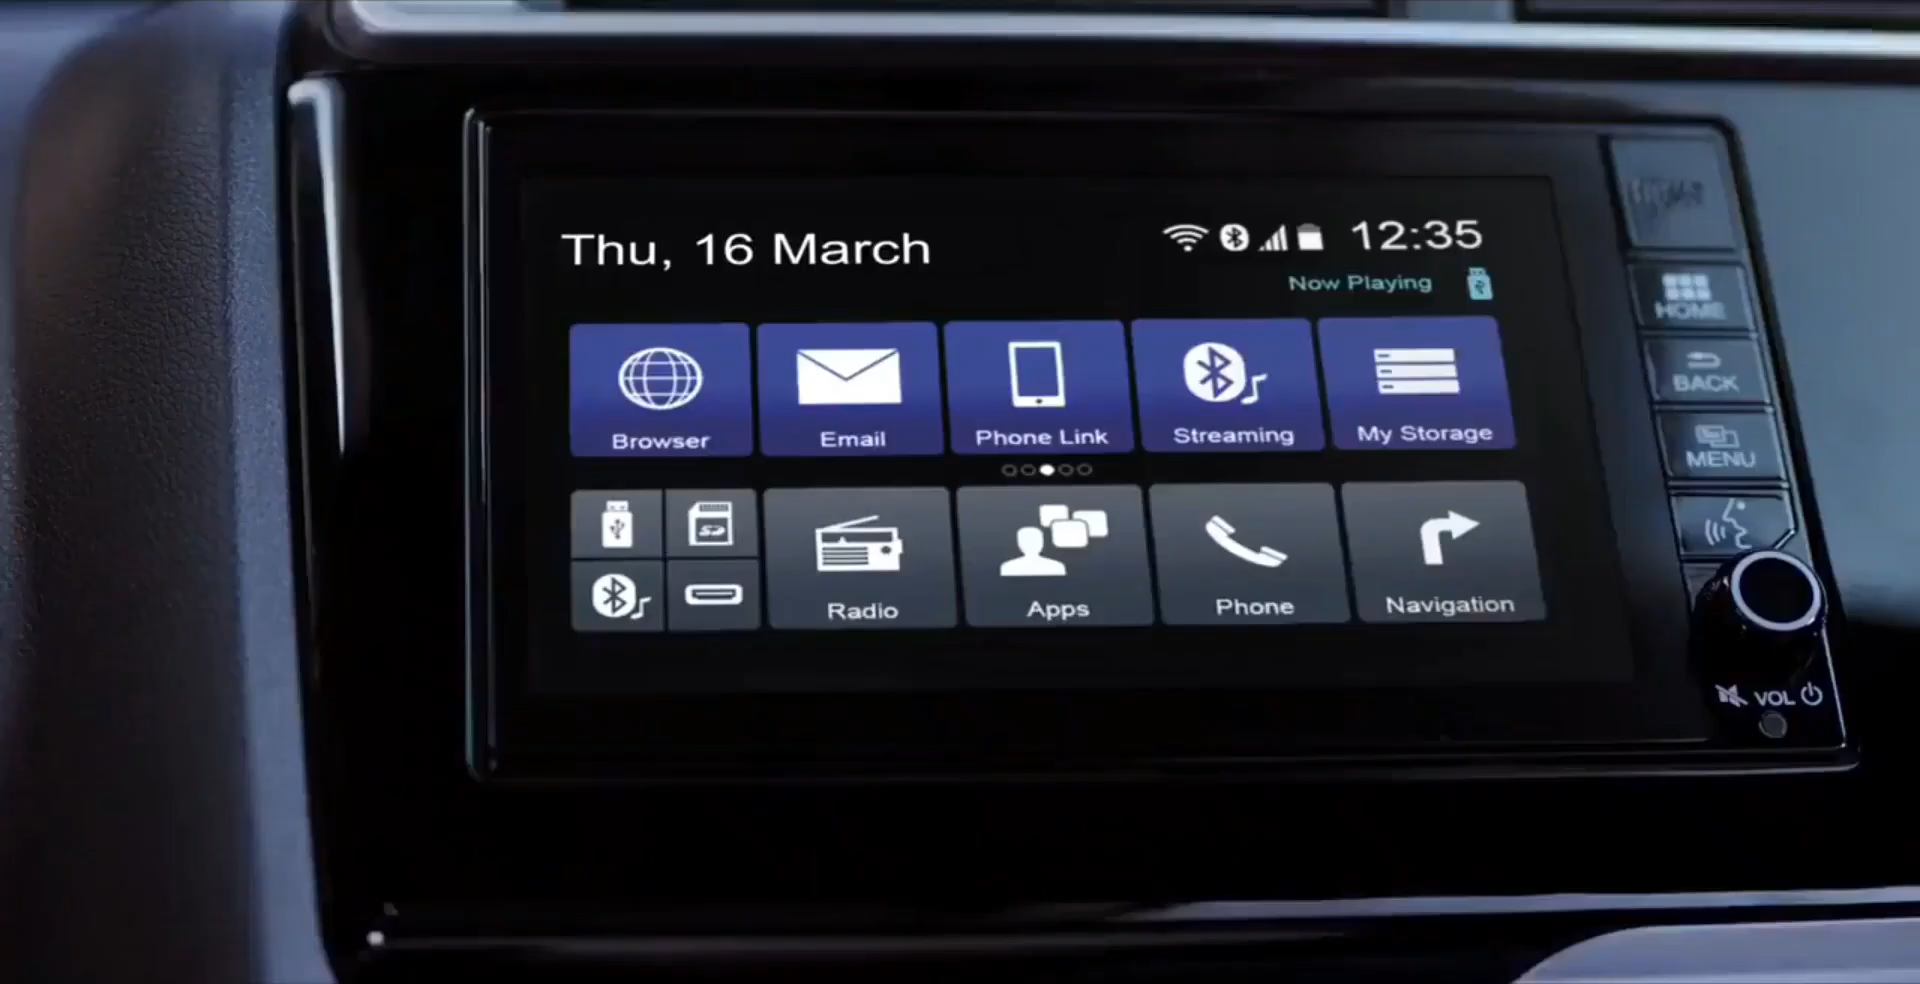 Thu, 16 March
12:35
Now Playing
Browser
Email
Phone Link
Streaming
My Storage
SD
Radio
Apps
Phone
Navigation
HOME
BACK
MENU
VOL